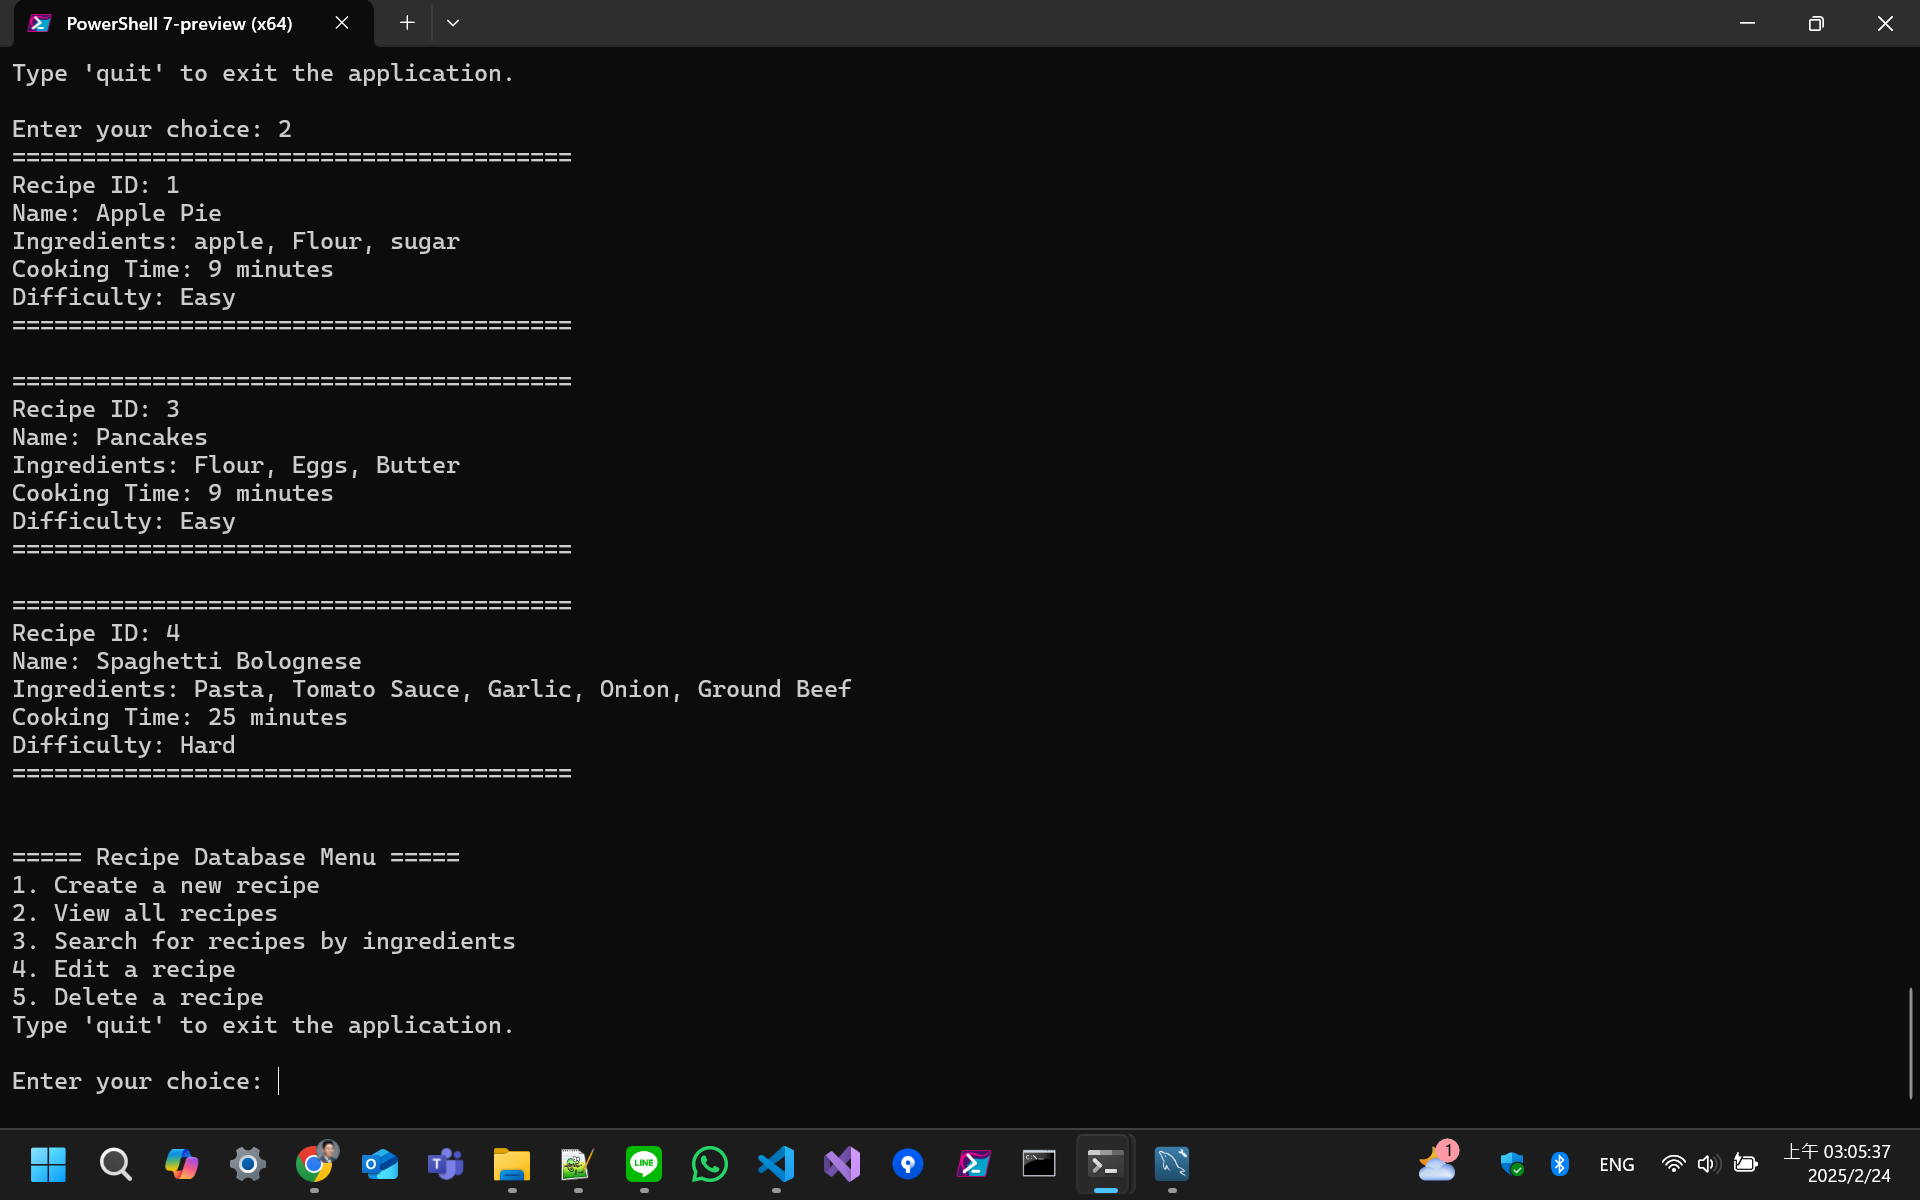 PowerShell 7-preview (x64)
Type 'quit' to exit the application.
Enter your choice: 2
========================================
Recipe ID: 1
Name: Apple Pie
Ingredients: apple, Flour, sugar
Cooking Time: 9 minutes
Difficulty: Easy
========================================
========================================
Recipe ID: 3
Name: Pancakes
Ingredients: Flour, Eggs, Butter
Cooking Time: 9 minutes
Difficulty: Easy
========================================
========================================
Recipe ID: 4
Name: Spaghetti Bolognese
Ingredients: Pasta, Tomato Sauce, Garlic, Onion, Ground Beef
Cooking Time: 25 minutes
Difficulty: Hard
========================================
===== Recipe Database Menu =====
1. Create a new recipe
2. View all recipes
3. Search for recipes by ingredients
4. Edit a recipe
5. Delete a recipe
Type 'quit' to exit the application.
Enter your choice:
LINE
1
ENG
上午 03:05:37
2025/2/24